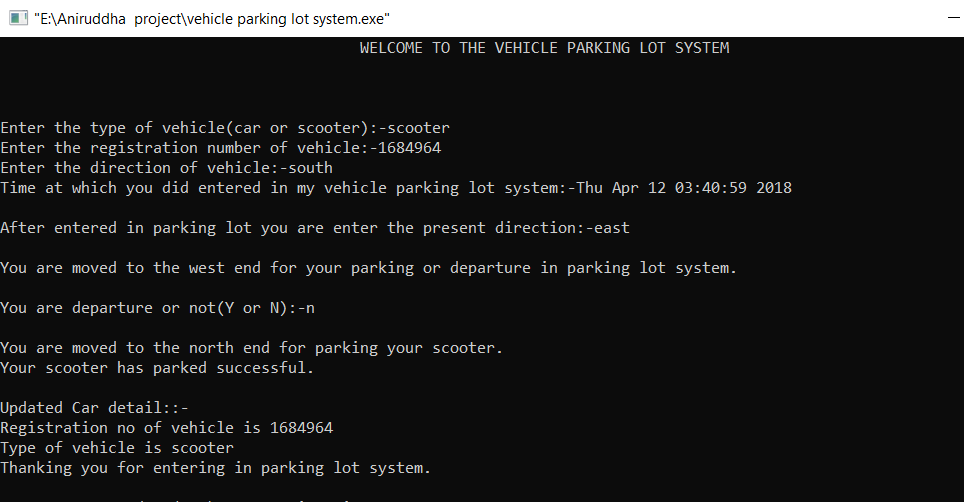 "E:\Aniruddha  project\vehicle parking lot system.exe"
WELCOME TO THE VEHICLE PARKING LOT SYSTEM
Enter the type of vehicle(car or scooter):-scooter
Enter the registration number of vehicle:-1684964
Enter the direction of vehicle:-south
Time at which you did entered in my vehicle parking lot system:-Thu Apr 12 03:40:59 2018
After entered in parking lot you are enter the present direction:-east
You are moved to the west end for your parking or departure in parking lot system.
You are departure or not(Y or N):-n
You are moved to the north end for parking your scooter.
Your scooter has parked successful.
Updated Car detail::-
Registration no of vehicle is 1684964
Type of vehicle is scooter
Thanking you for entering in parking lot system.